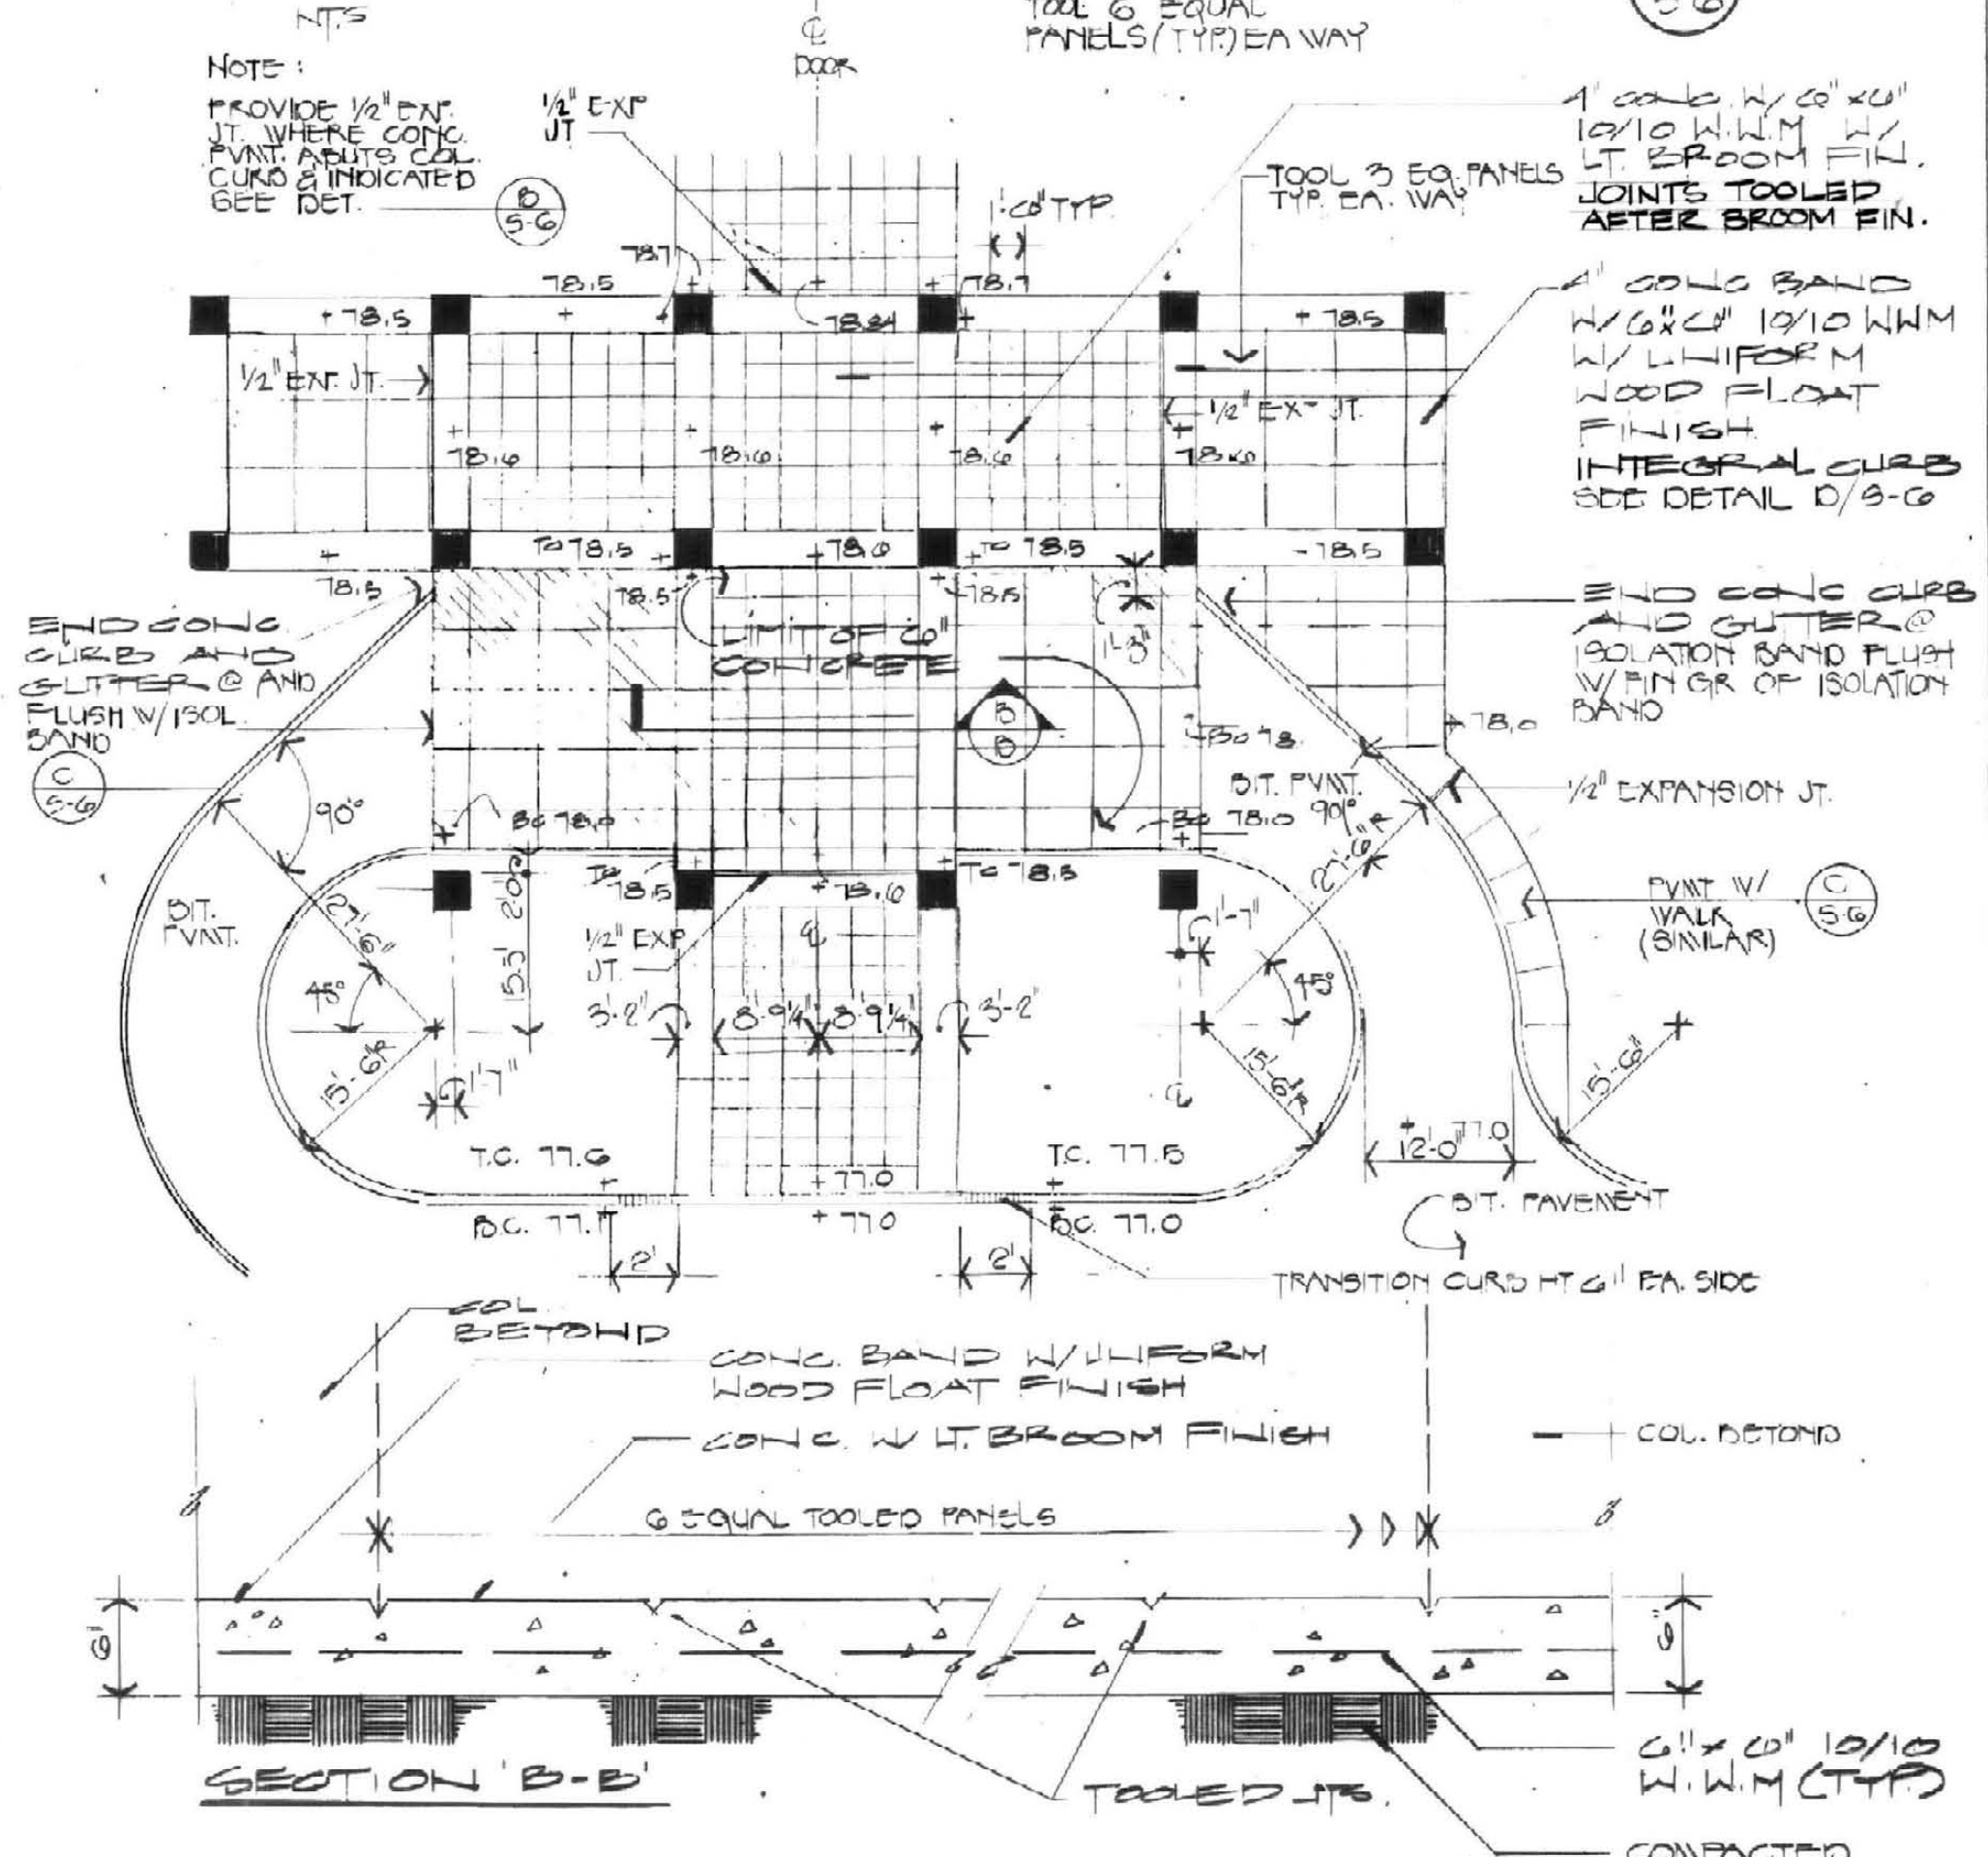 NTS
NOTE :
PROVIDE 1/2" EXP.
JT. WHERE CONC.
PVMT. ABUTS COL.
CURB & INDICATED
SEE DET.
B
S-6
1/2" EXP
JT
℄
DOOR
TOOL 6 EQUAL
PANELS (TYP.) EA WAY
S-6
1'-6" TYP.
TOOL 3 EQ. PANELS
TYP. EA. WAY
4" CONC. W/ 6" x 6"
10/10 W.W.M W/
LT. BROOM FIN.
JOINTS TOOLED
AFTER BROOM FIN.
4" CONC BAND
W/ 6" x 6" 10/10 WWM
W/ UNIFORM
WOOD FLOAT
FINISH
INTEGRAL CURB
SEE DETAIL D/S-6
78.7
78.5
78.7
+ 78.5
78.84
+ 78.5
1/2" EXP. JT.
1/2" EXP JT.
78.6
78.6
78.6
78.6
TC 78.5
+78.6
TC 78.5
78.5
78.5
78.5
78.5
END CONC
CURB AND
GUTTER @ AND
FLUSH W/ ISOL
BAND
C
S-6
LIMIT OF 6"
CONCRETE
1'-3"
B
B
END CONC CURB
AND GUTTER @
ISOLATION BAND FLUSH
W/ FIN GR OF ISOLATION
BAND
78.0
BC 78.
BIT. PVMT.
1/2" EXPANSION JT.
90°
BC 78.0
BC 78.0
90°
27'-6" R
TC
78.5
78.6
TC 78.5
BIT.
PVMT.
27'-6"
15.5'
20.0
1/2" EXP
JT.
℄
1'-7"
PVMT W/
WALK
(SIMILAR)
C
S-6
45°
3'-2"
8'-9 1/4"
8'-9 1/4"
3'-2"
45°
15'-6" R
1'-7"
℄
15'-6" R
15'-6"
T.C. 77.6
+77.0
T.C. 77.5
+ 77.0
12'-0"
B.C. 77.1
+ 77.0
B.C. 77.0
BIT. PAVEMENT
2'
2'
TRANSITION CURB HT 6" EA. SIDE
COL.
BEYOND
CONC. BAND W/ UNIFORM
WOOD FLOAT FINISH
CONC. W/ LT. BROOM FINISH
COL. BEYOND
6 EQUAL TOOLED PANELS
6"
6"
SECTION 'B-B'
TOOLED JTS.
6" x 6" 10/10
W.W.M (TYP.)
COMPACTED